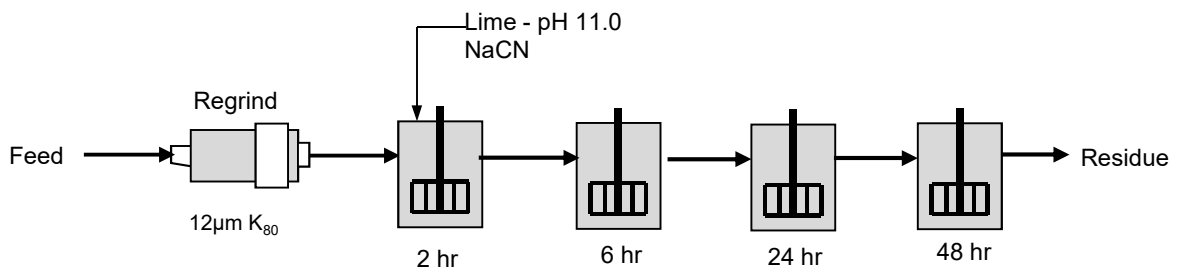 Lime - pH 11.0
NaCN
Regrind
Feed
Residue
12µm K80
2 hr
6 hr
24 hr
48 hr